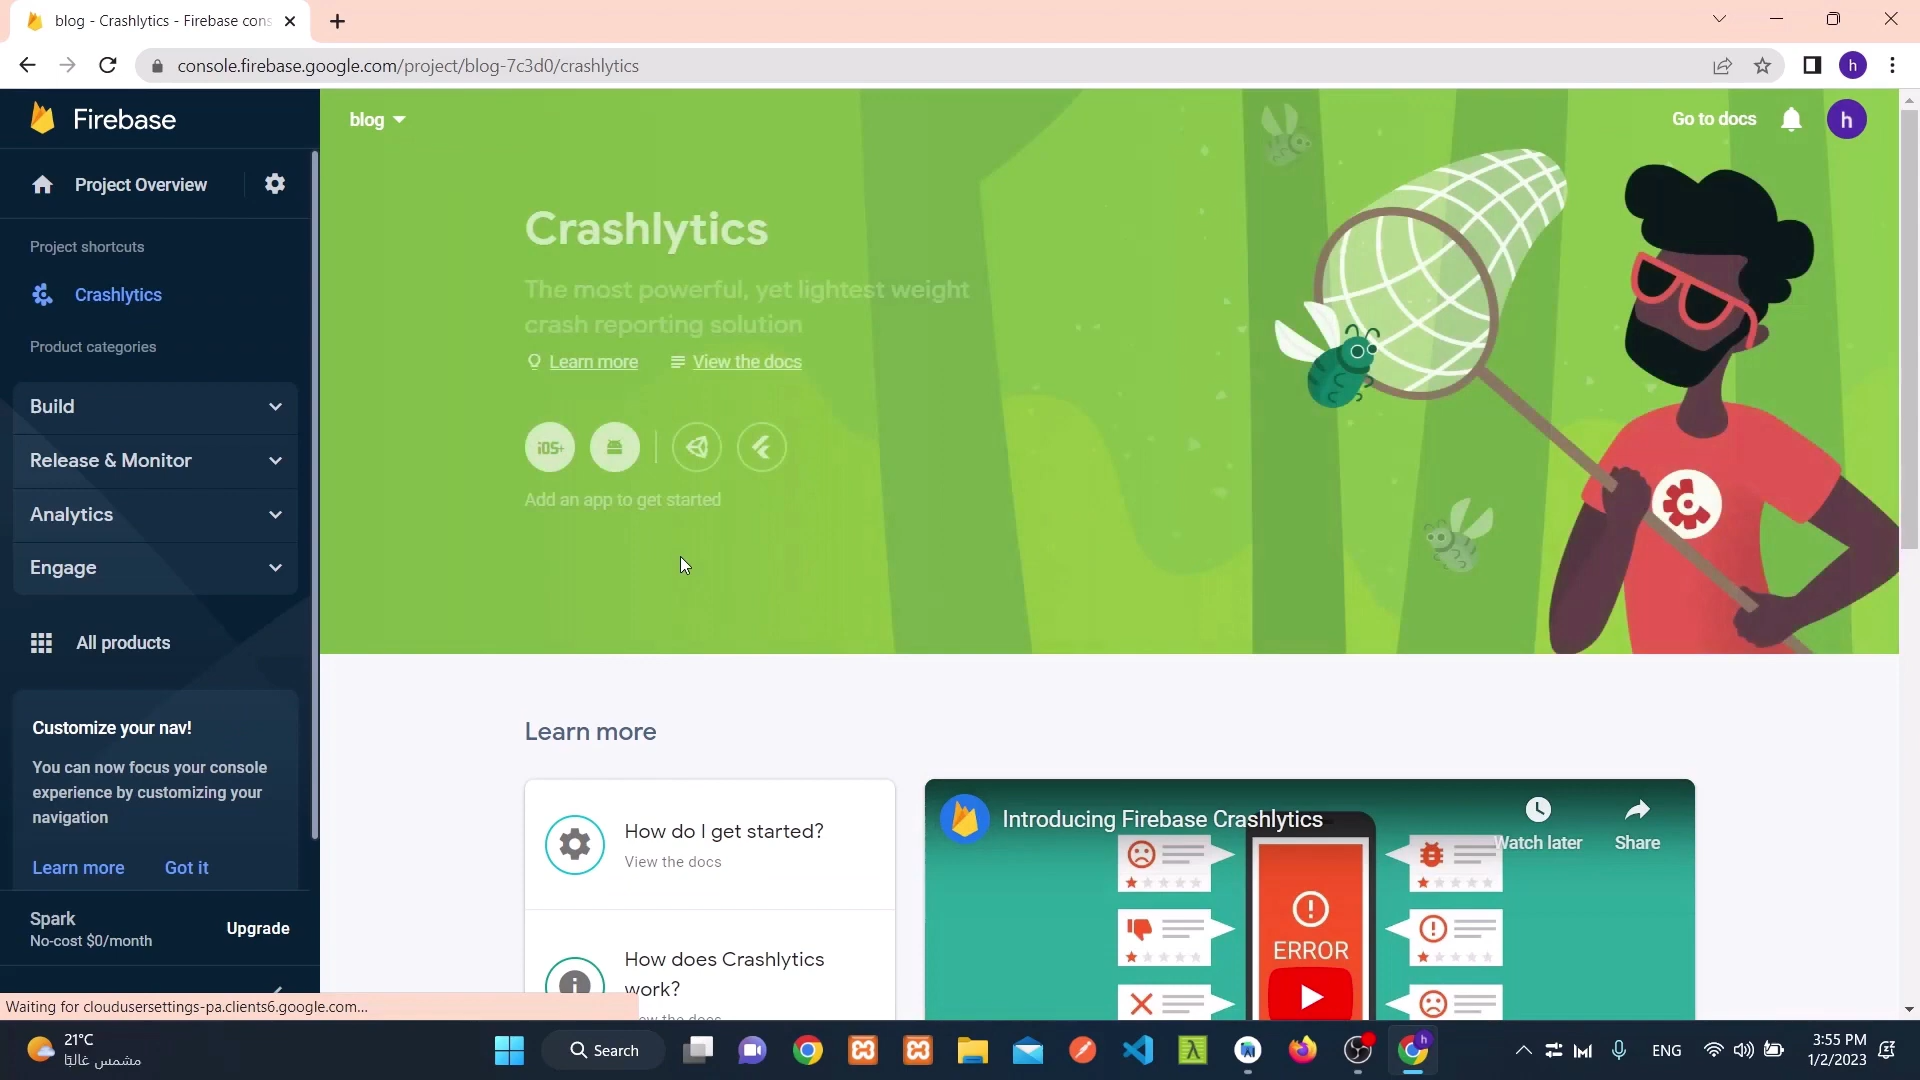 blog - Crashlytics - Firebase cons
console.firebase.google.com/project/blog-7c3d0/crashlytics
h
Firebase
Project Overview
Project shortcuts
Crashlytics
Product categories
Build
Release & Monitor
Analytics
Engage
All products
Customize your nav!
You can now focus your console
experience by customizing your
navigation
Learn more
Got it
Spark
No-cost $0/month
Upgrade
Waiting for cloudusersettings-pa.clients6.google.com...
blog
Go to docs
h
Crashlytics
The most powerful, yet lightest weight
crash reporting solution
Learn more
View the docs
iOS+
Add an app to get started
Learn more
How do I get started?
View the docs
How does Crashlytics
work?
Introducing Firebase Crashlytics
Watch later
Share
ERROR
21°C
مشمس غالبًا
Search
ENG
3:55 PM
1/2/2023